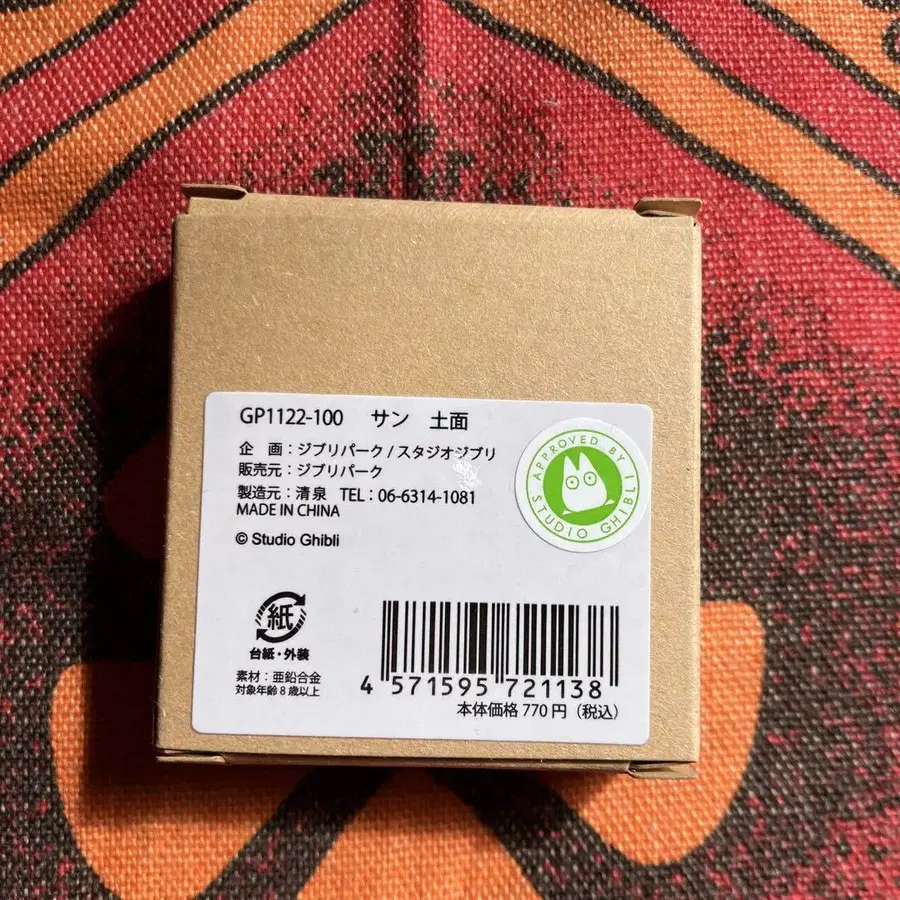 GP1122-100 サン 土面
企 画：ジブリパーク / スタジオジブリ
販売元：ジブリパーク
製造元：清泉 TEL：06-6314-1081
MADE IN CHINA
© Studio Ghibli
APPROVED BY
STUDIO GHIBLI
紙
台紙・外装
素材：亜鉛合金
対象年齢8歳以上
4 571595 721138
本体価格 770円（税込）